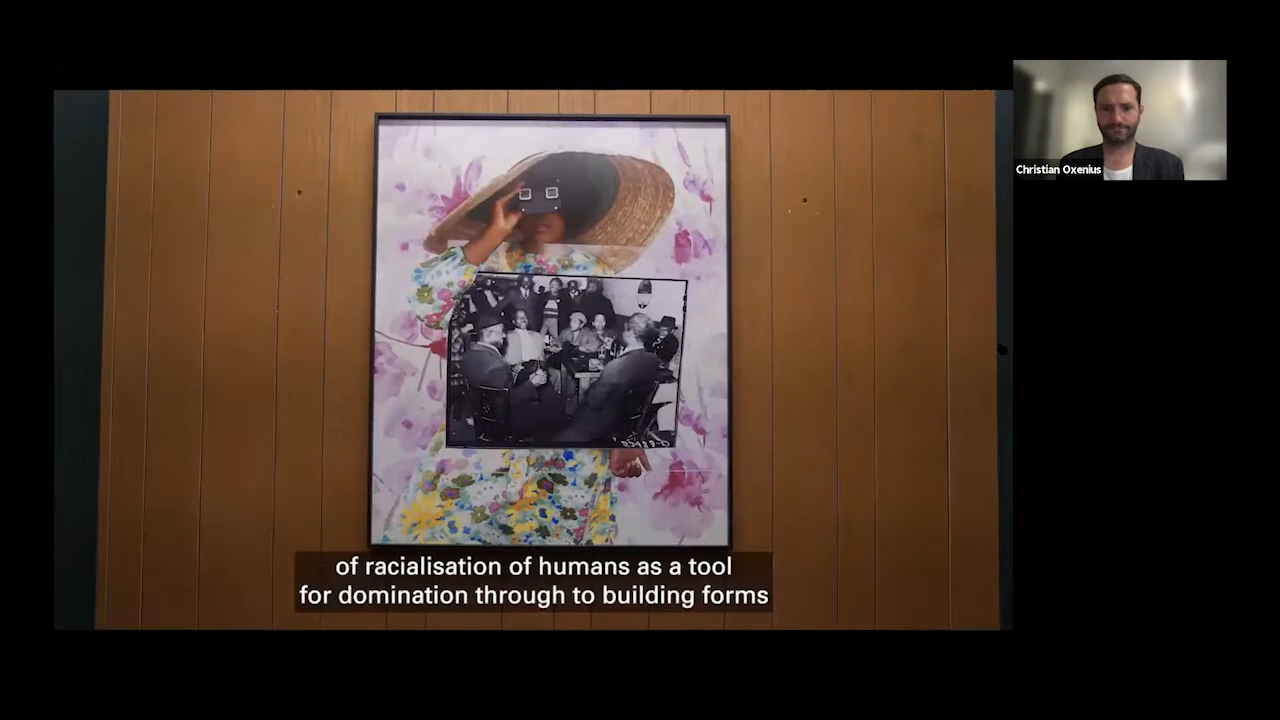 Christian Oxenius
of racialisation of humans as a tool
for domination through to building forms